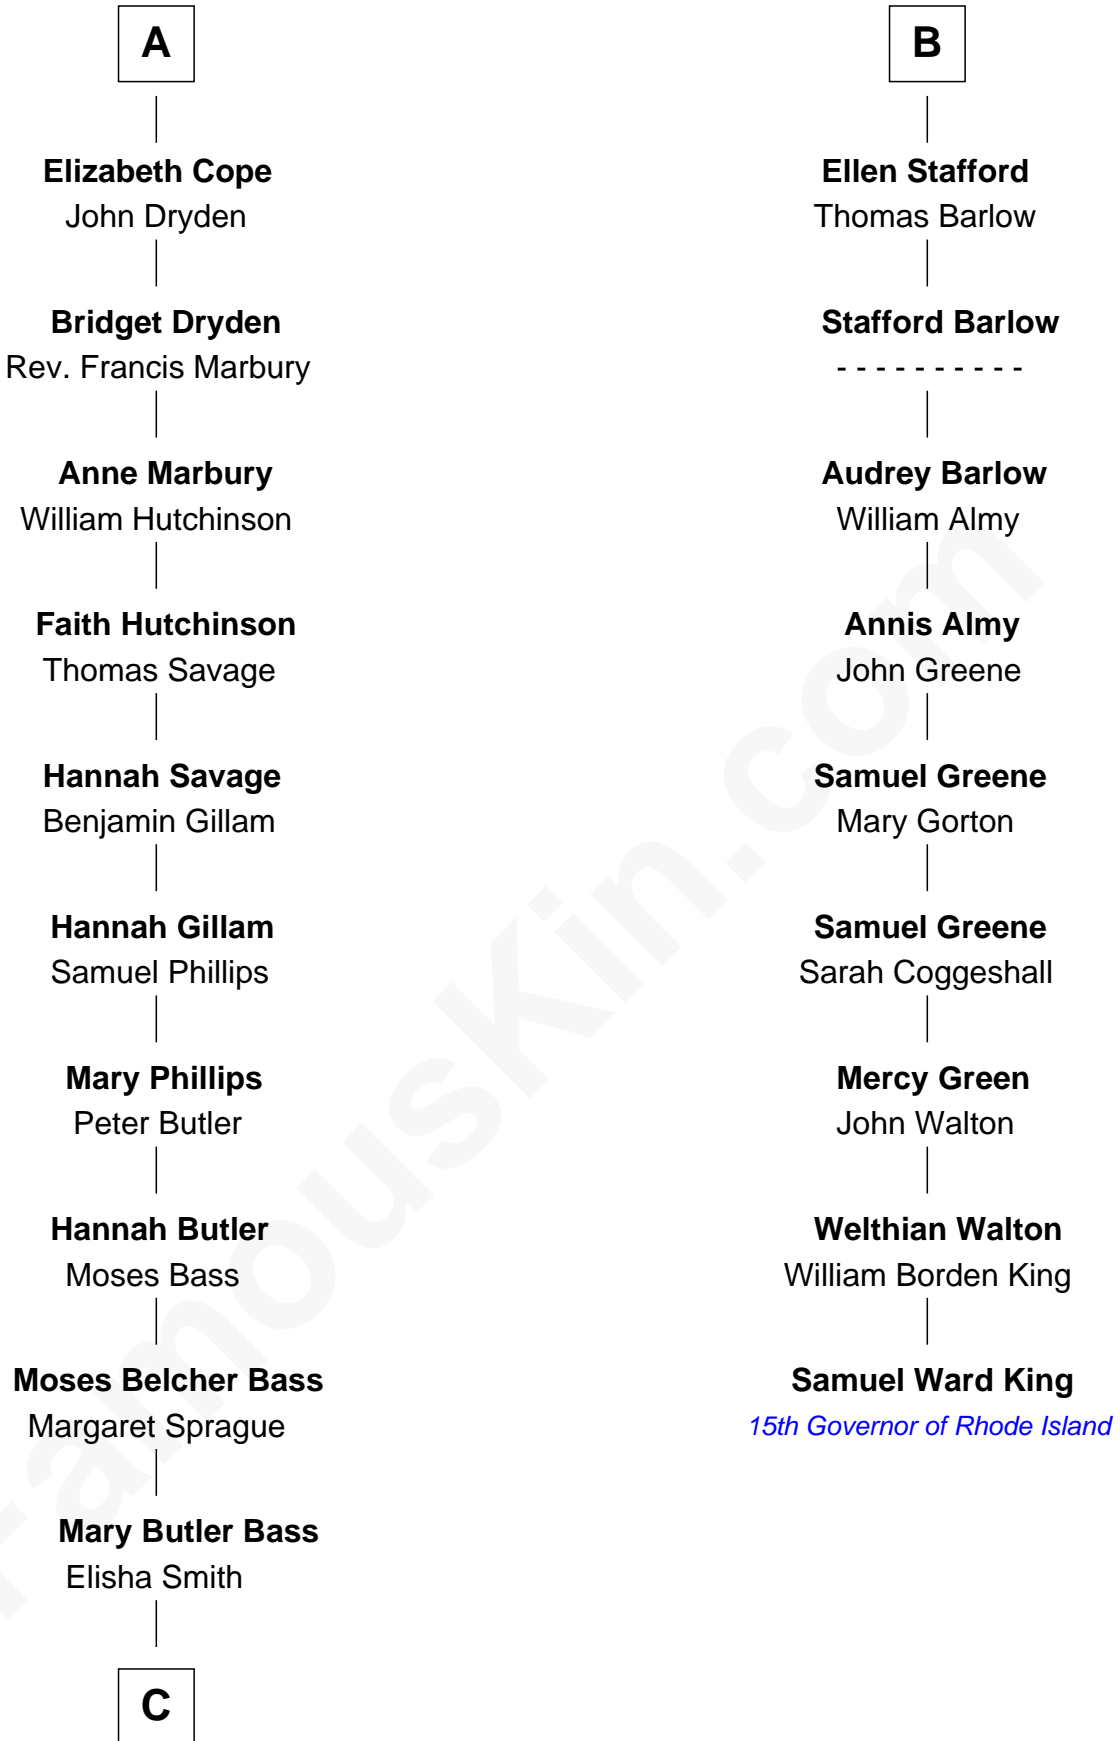 A
Elizabeth Cope
John Dryden
Bridget Dryden
Rev. Francis Marbury
Anne Marbury
William Hutchinson
Faith Hutchinson
Thomas Savage
Hannah Savage
Benjamin Gillam
Hannah Gillam
Samuel Phillips
Mary Phillips
Peter Butler
Hannah Butler
Moses Bass
Moses Belcher Bass
Margaret Sprague
Mary Butler Bass
Elisha Smith
C
B
Ellen Stafford
Thomas Barlow
Stafford Barlow
- - - - - - - - - -
Audrey Barlow
William Almy
Annis Almy
John Greene
Samuel Greene
Mary Gorton
Samuel Greene
Sarah Coggeshall
Mercy Green
John Walton
Welthian Walton
William Borden King
Samuel Ward King
15th Governor of Rhode Island
FamousKin.com